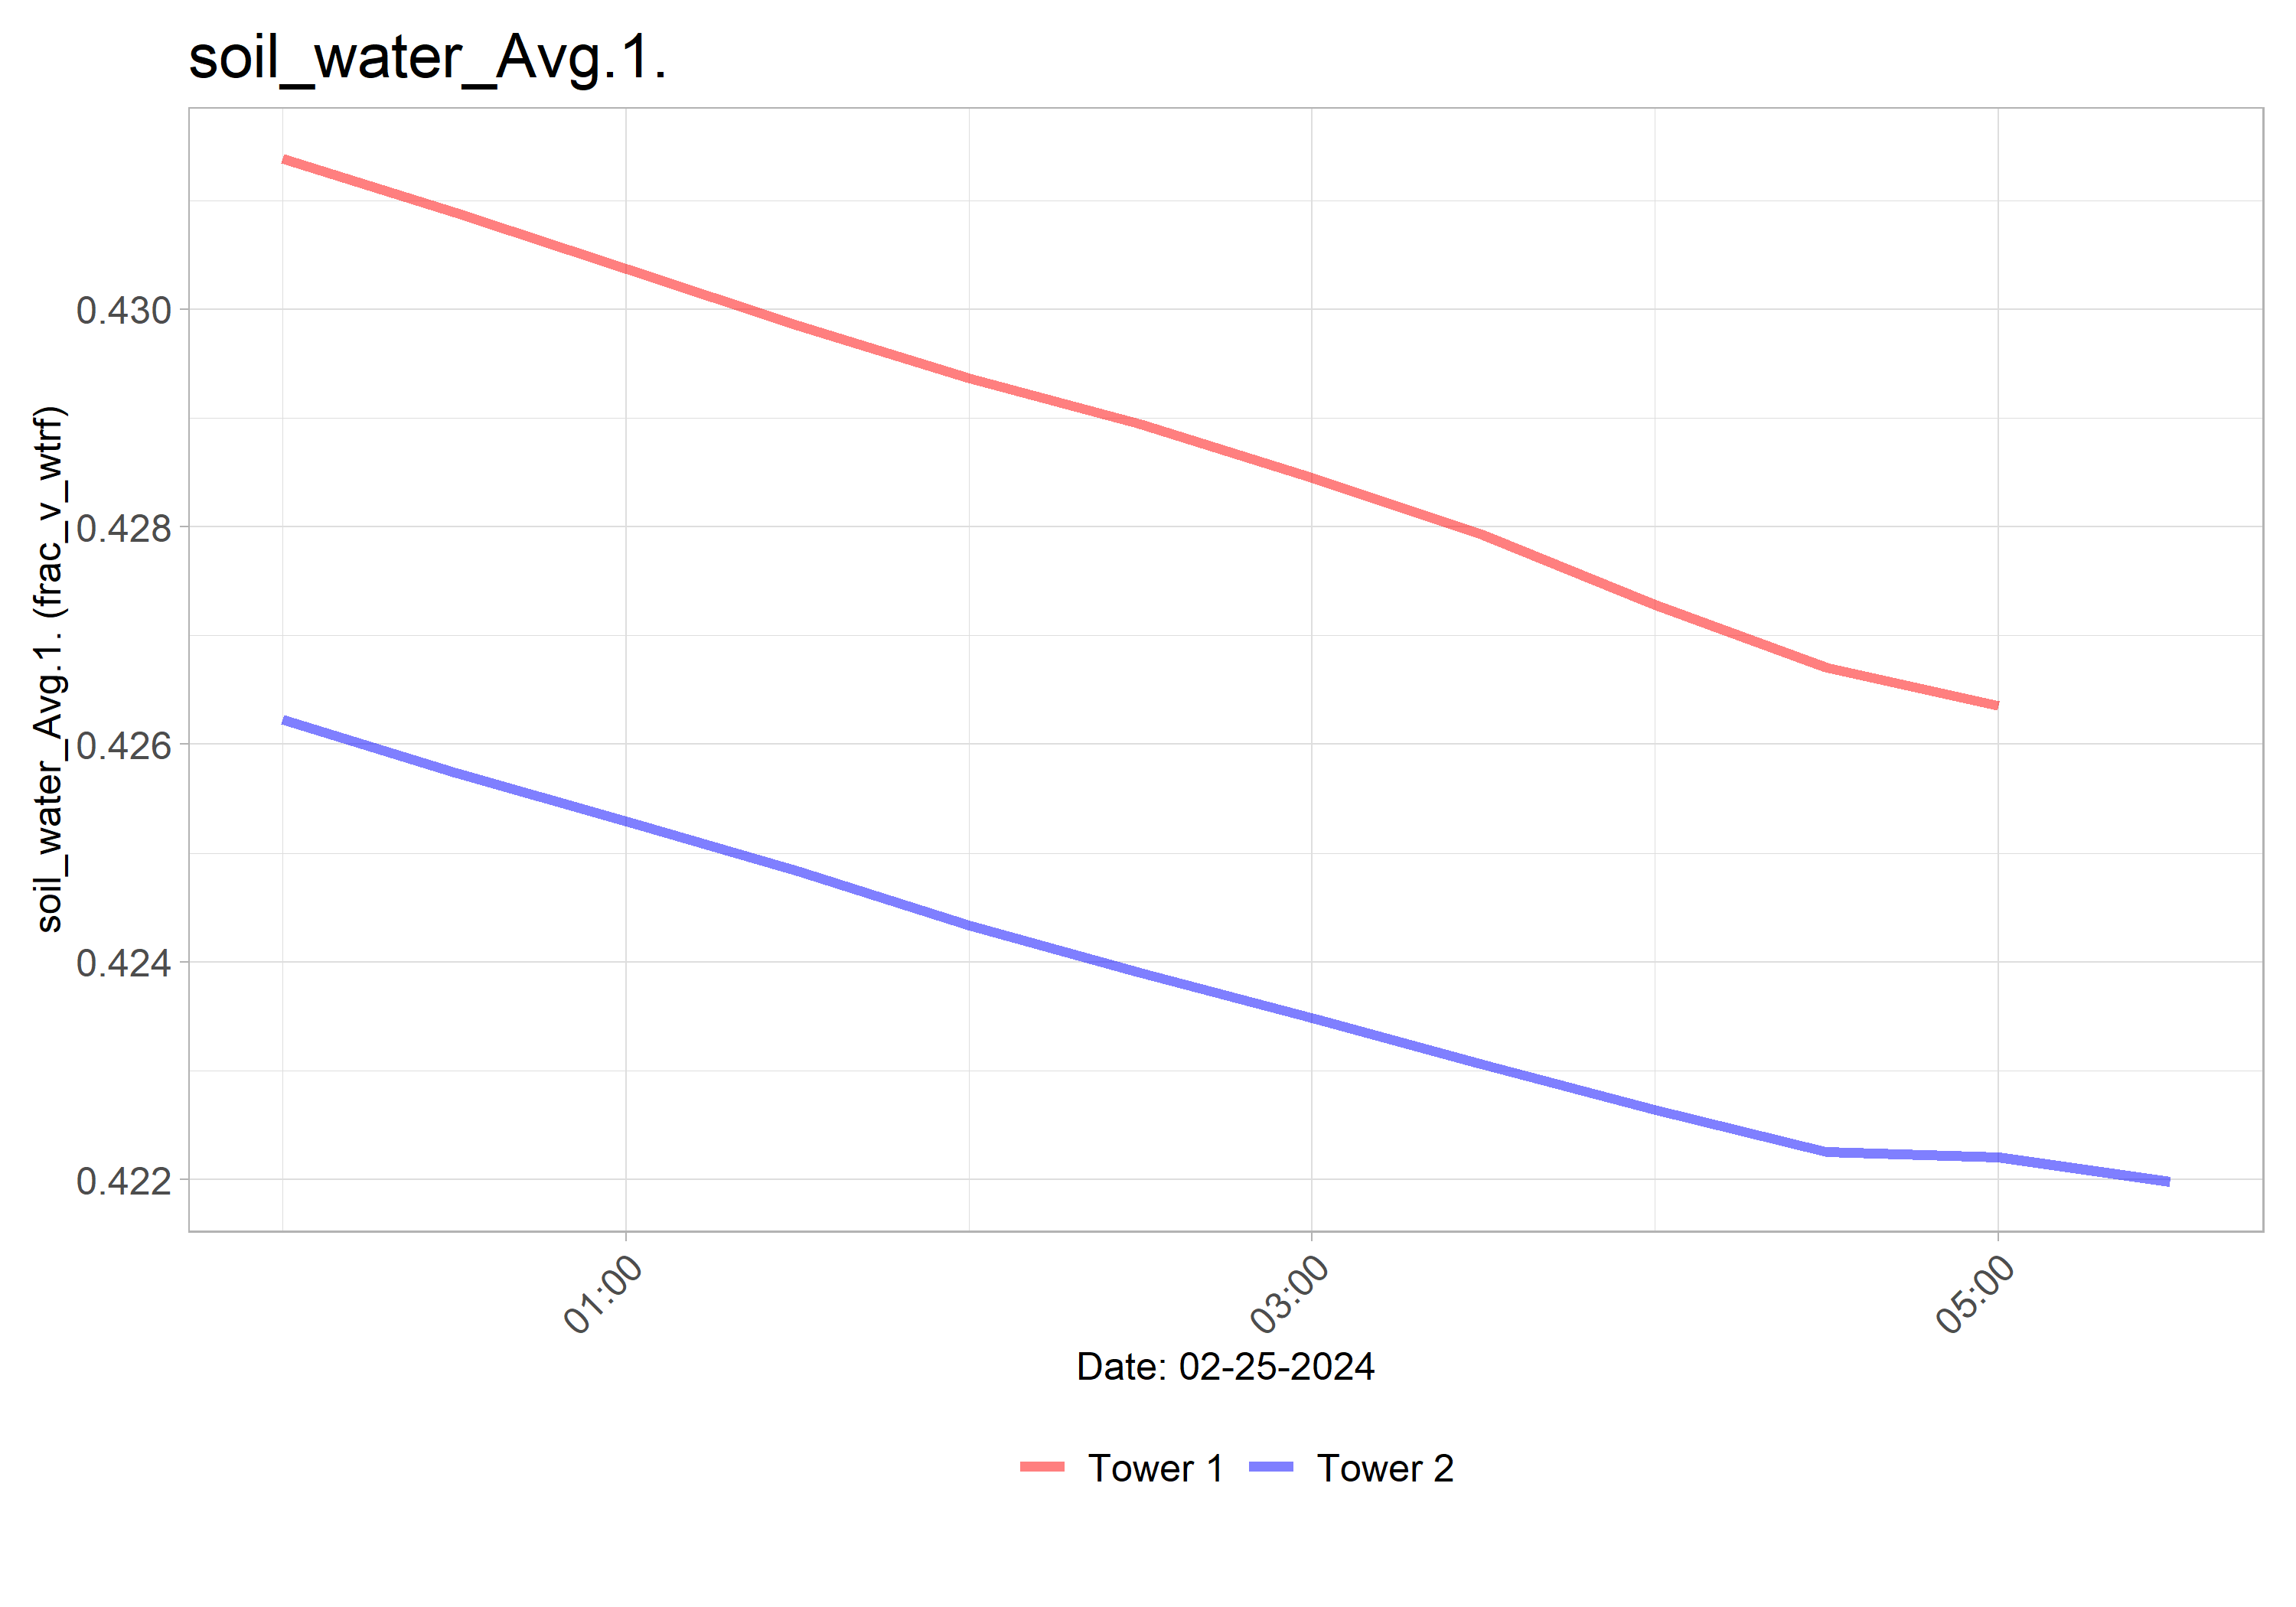 soil_water_Avg.1.
soil_water_Avg.1. (frac_v_wtrf)
0.430
0.428
0.426
0.424
0.422
01:00
03:00
05:00
Date: 02-25-2024
Tower 1
Tower 2